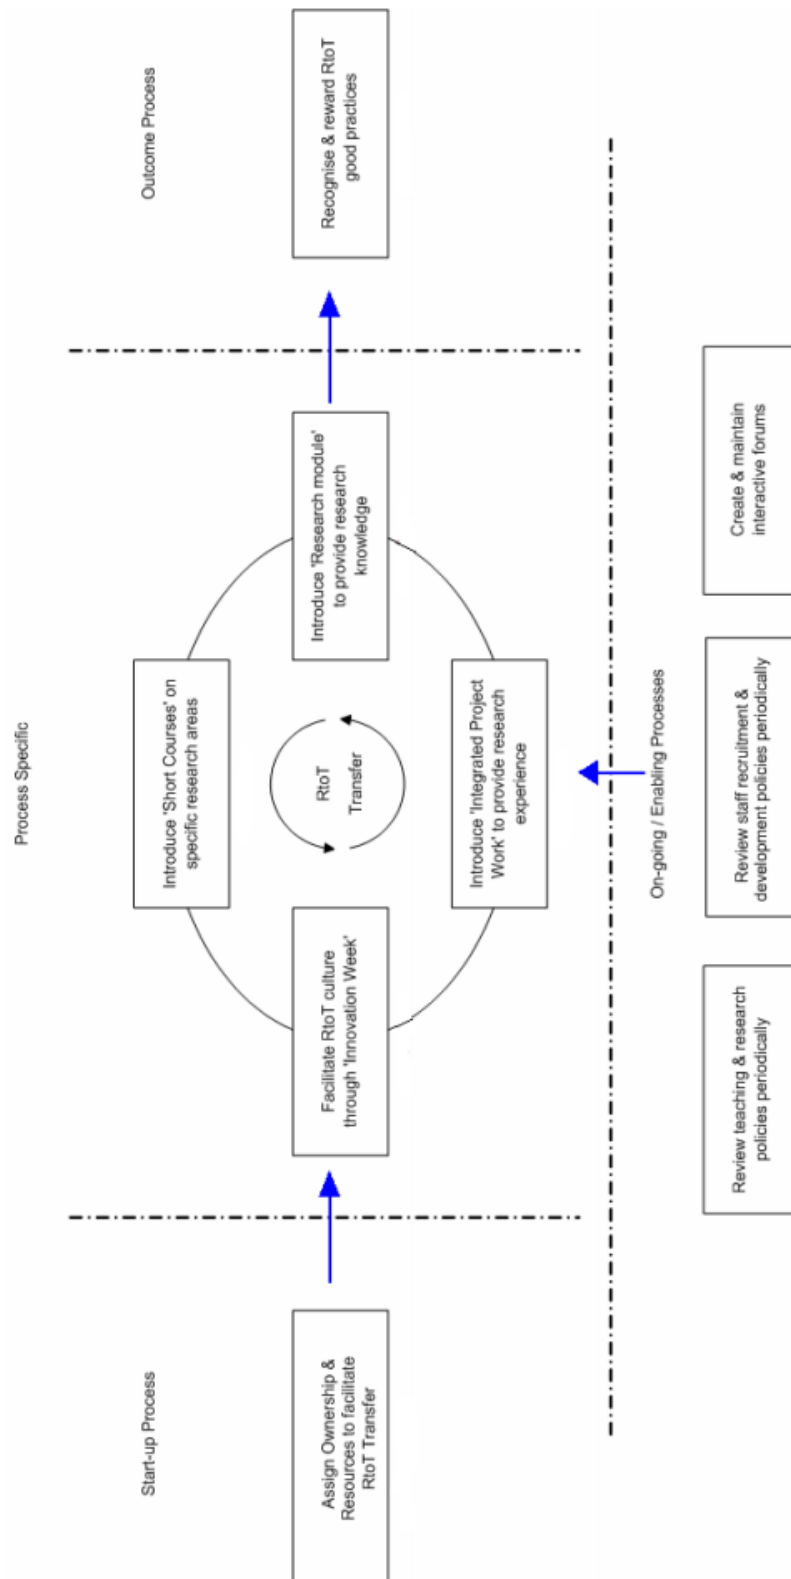 Process Specific
Start-up Process
Outcome Process
Assign Ownership &
Resources to facilitate
RtoT Transfer
Facilitate RtoT culture
through 'Innovation Week'
Introduce 'Short Courses' on
specific research areas
RtoT
Transfer
Introduce 'Integrated Project
Work' to provide research
experience
Introduce 'Research module'
to provide research
knowledge
Recognise & reward RtoT
good practices
On-going / Enabling Processes
Review teaching & research
policies periodically
Review staff recruitment &
development policies periodically
Create & maintain
interactive forums